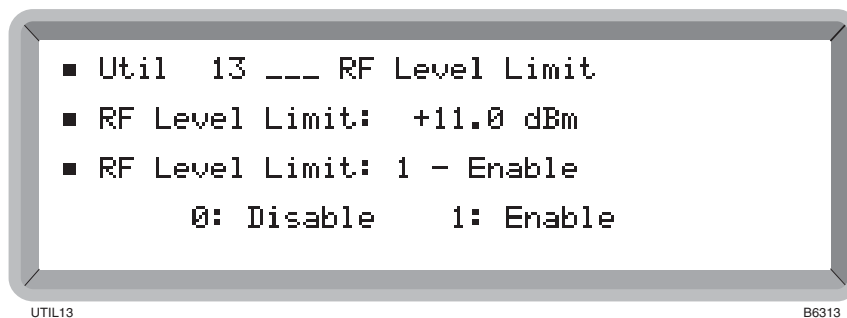 ▪ Util 13 ___ RF Level Limit
▪ RF Level Limit: +11.0 dBm
▪ RF Level Limit: 1 - Enable
0: Disable 1: Enable
UTIL13 B6313